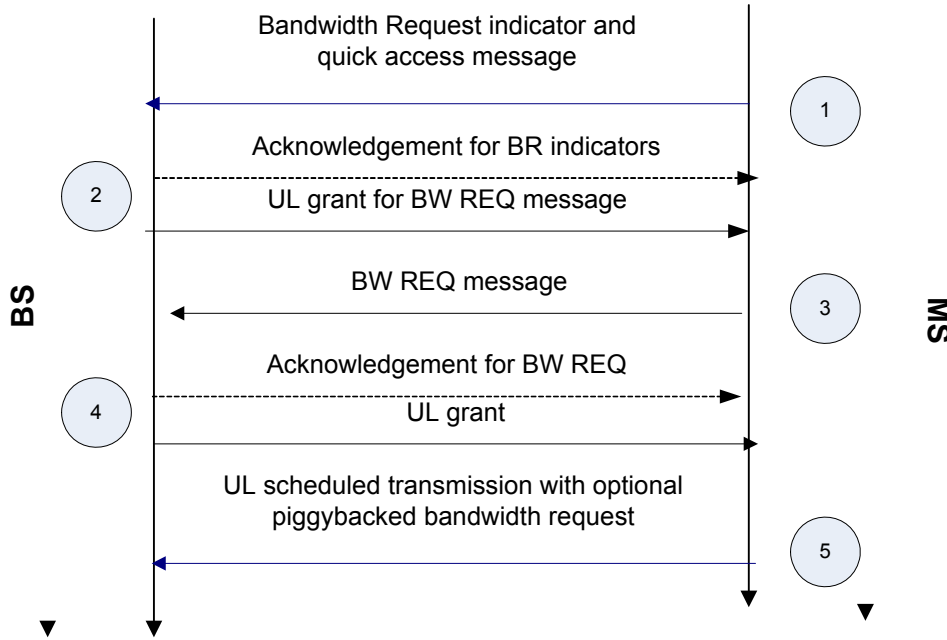 Bandwidth Request indicator and
quick access message
1
Acknowledgement for BR indicators
2
UL grant for BW REQ message
BW REQ message
BS
3
MS
Acknowledgement for BW REQ
4
UL grant
UL scheduled transmission with optional
piggybacked bandwidth request
5